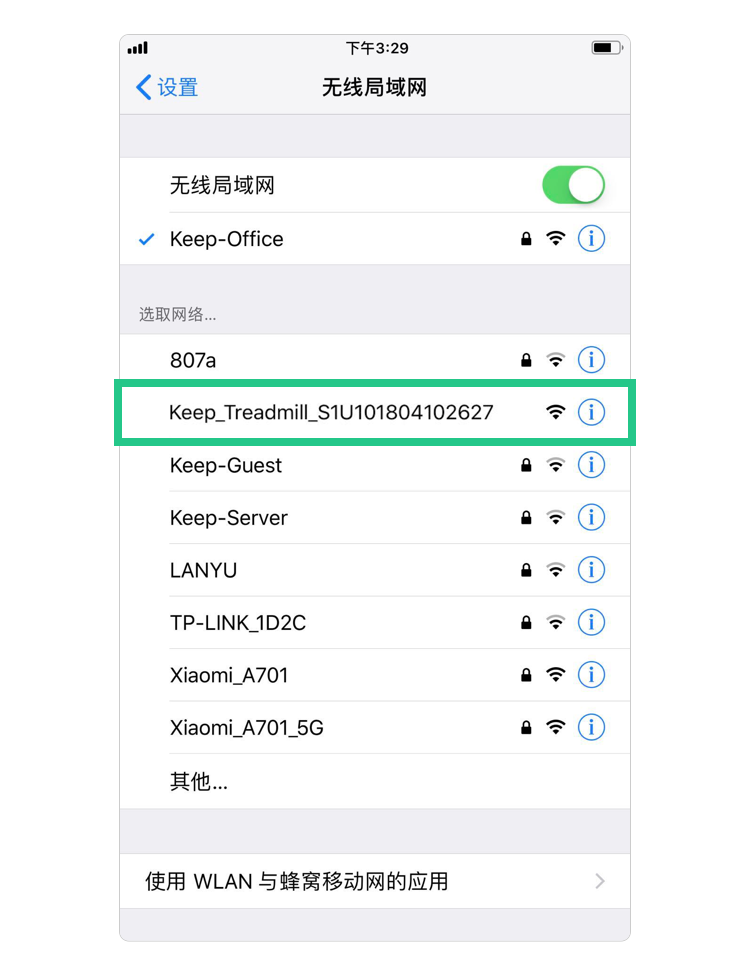 下午3:29
设置
无线局域网
无线局域网
Keep-Office
选取网络...
807a
Keep_Treadmill_S1U101804102627
Keep-Guest
Keep-Server
LANYU
TP-LINK_1D2C
Xiaomi_A701
Xiaomi_A701_5G
其他...
使用 WLAN 与蜂窝移动网的应用